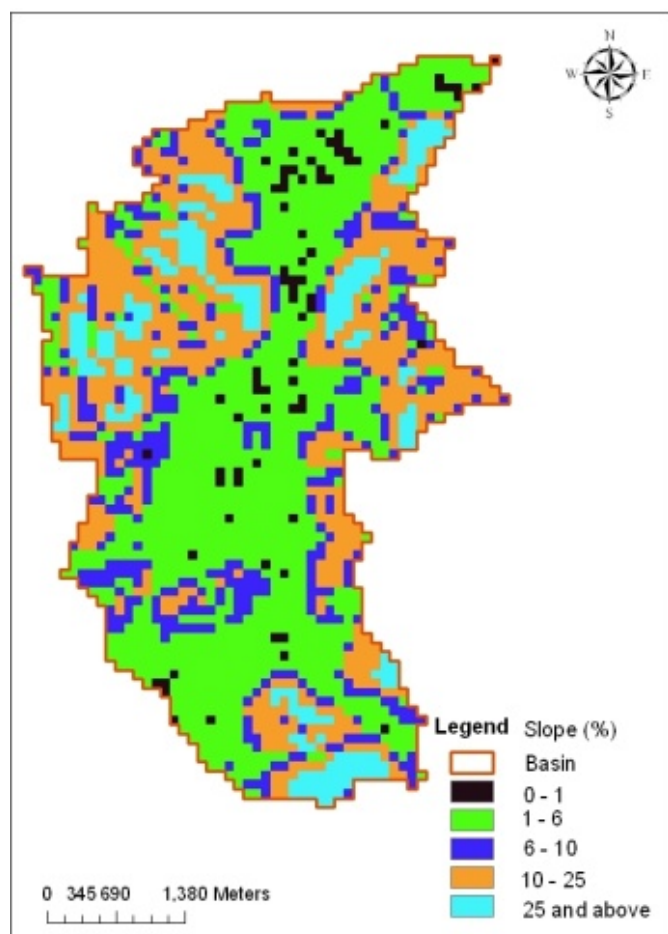 N
W E
S
Legend Slope (%)
Basin
0 - 1
1 - 6
6 - 10
10 - 25
25 and above
0 345 690 1,380 Meters